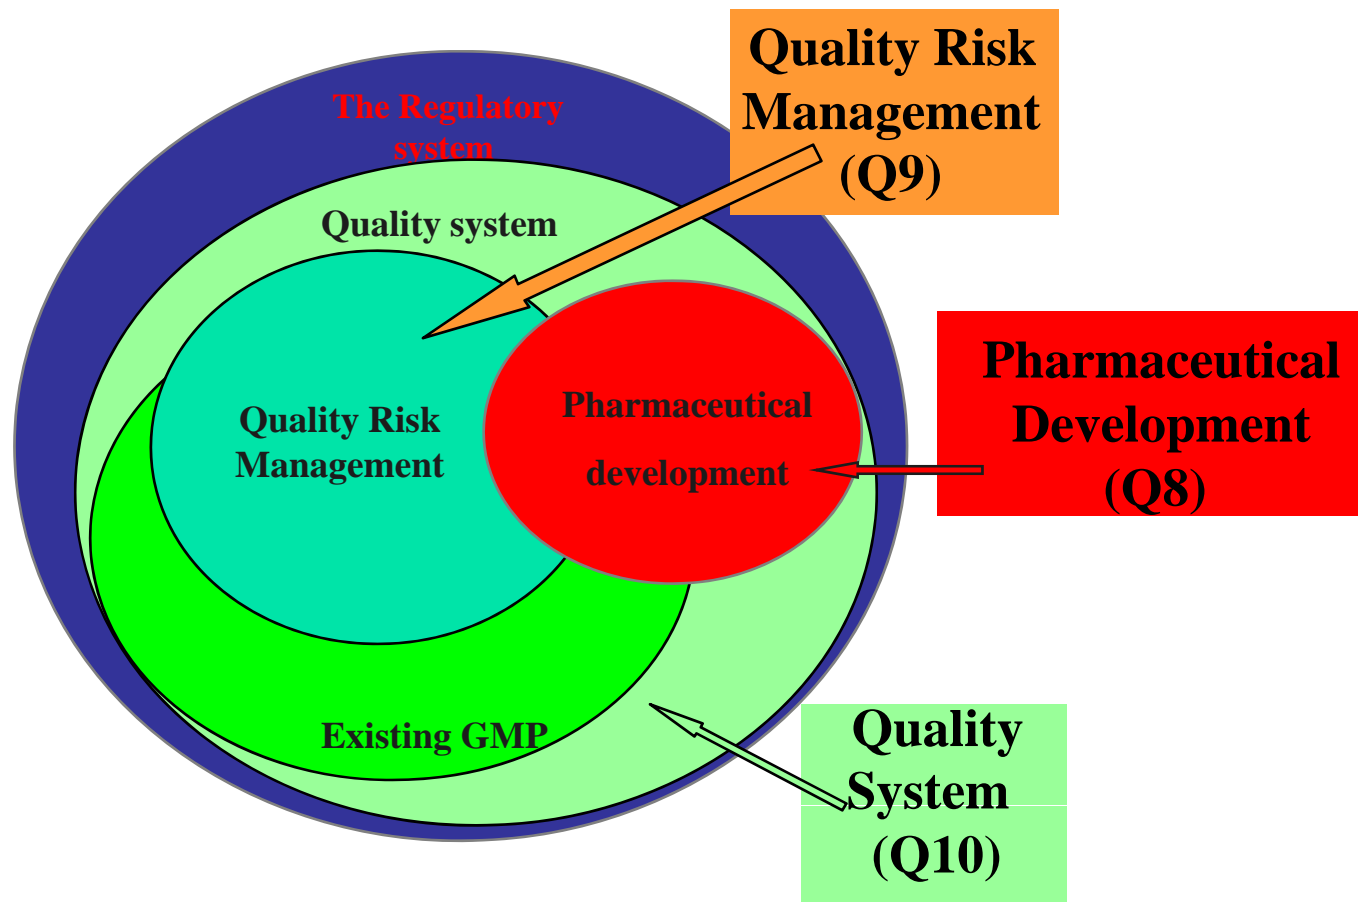 Quality Risk
Management
(Q9)
The Regulatory
system
Quality system
Pharmaceutical
Development
(Q8)
Quality Risk
Management
Pharmaceutical
development
Existing GMP
Quality
System
(Q10)